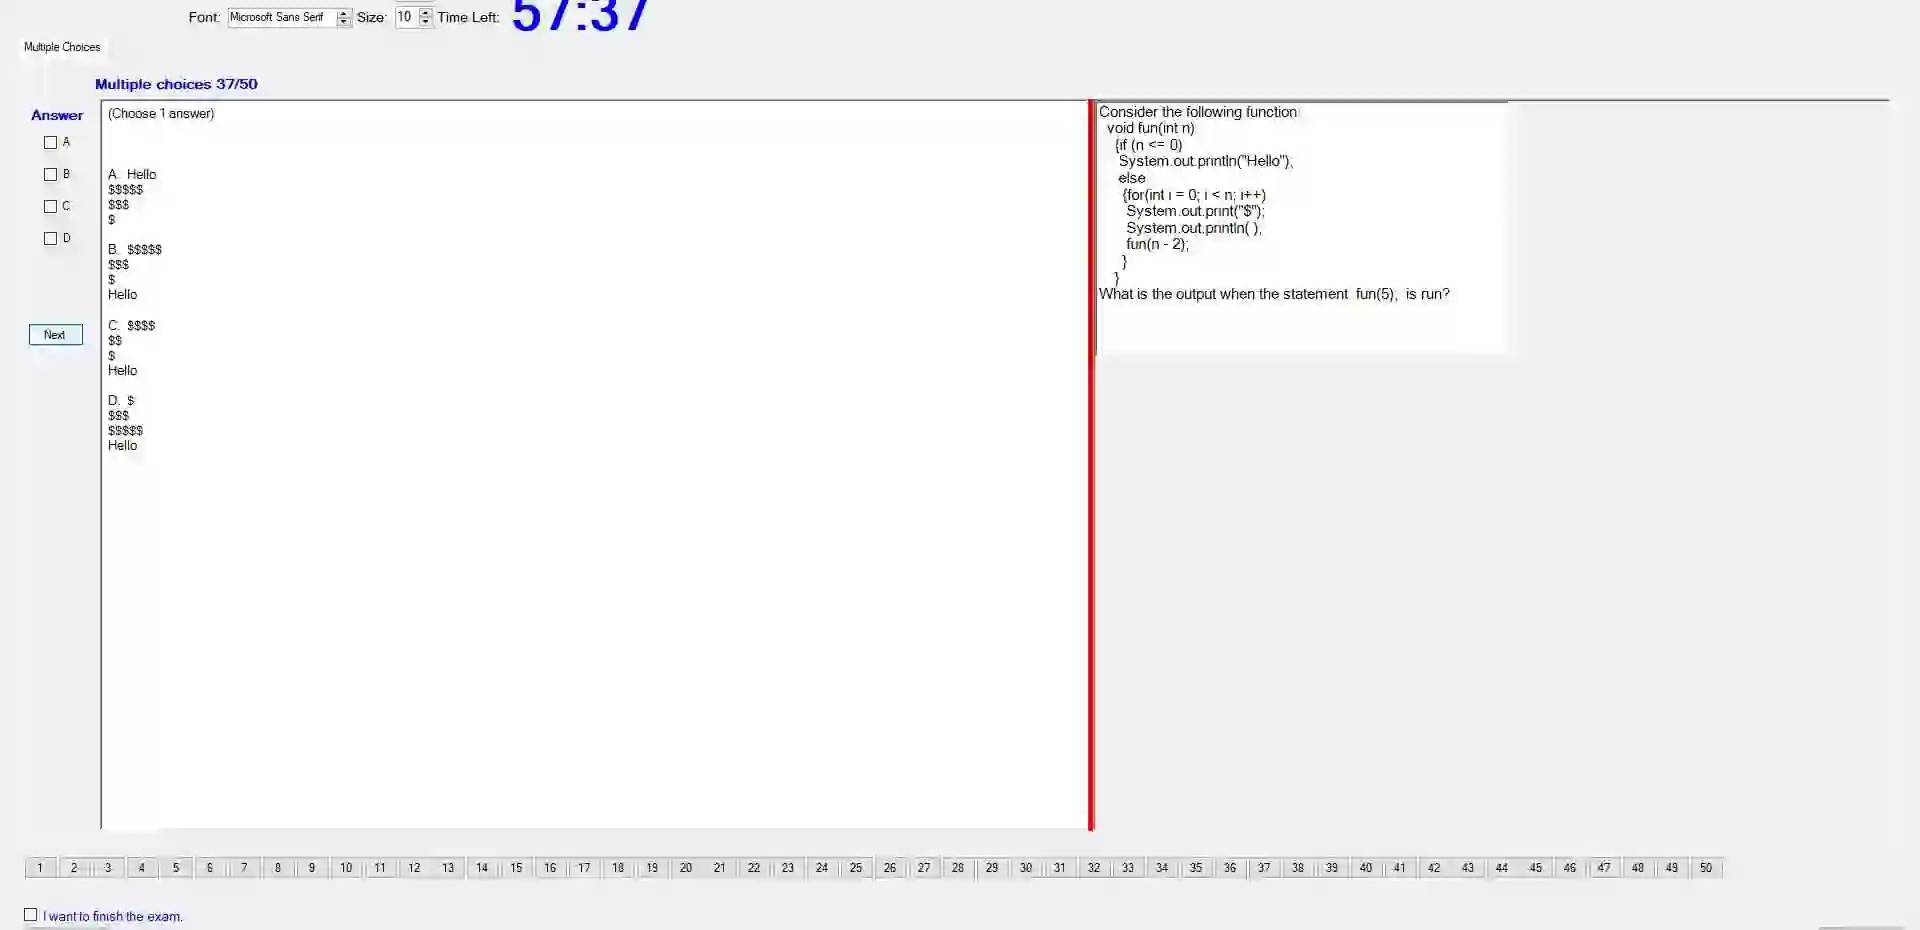 Font: Microsoft Sans Serif Size: 10 Time Left: 57:37
Multiple Choices
Multiple choices 37/50
Answer
A
B
C
D
Next
(Choose 1 answer)
A. Hello
$$$$$
$$$
$
B. $$$$$
$$$
$
Hello
C. $$$$
$$
$
Hello
D. $
$$$
$$$$$
Hello
Consider the following function:
void fun(int n)
{if (n <= 0)
System.out.println("Hello");
else
{for(int i = 0; i < n; i++)
System.out.print("$");
System.out.println( );
fun(n - 2);
}
}
What is the output when the statement fun(5); is run?
1 2 3 4 5 6 7 8 9 10 11 12 13 14 15 16 17 18 19 20 21 22 23 24 25 26 27 28 29 30 31 32 33 34 35 36 37 38 39 40 41 42 43 44 45 46 47 48 49 50
I want to finish the exam.